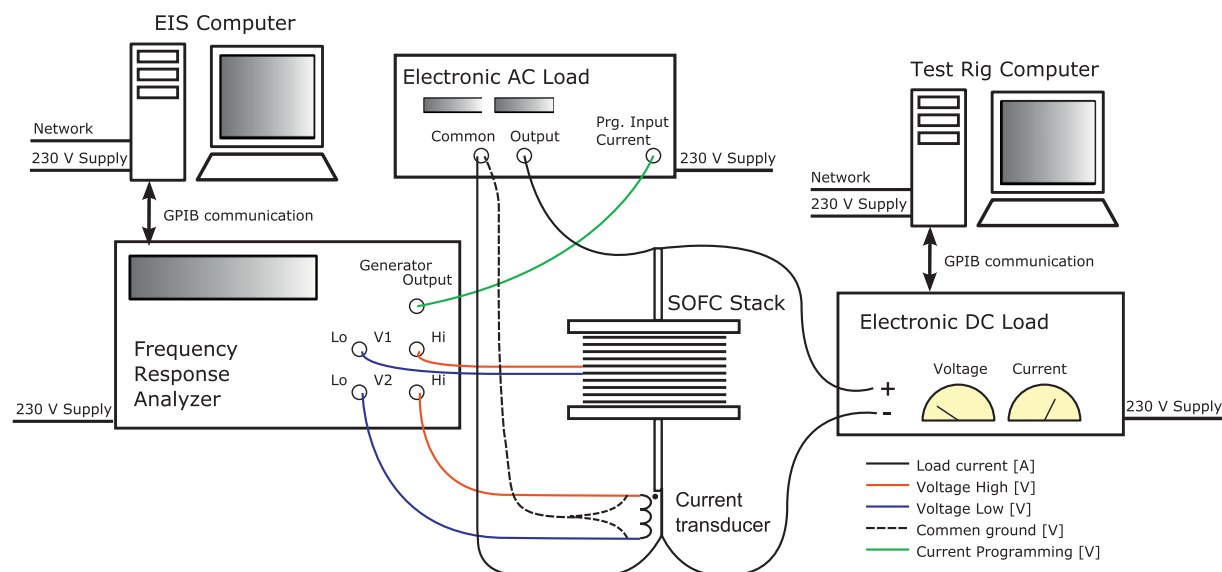 EIS Computer
Network
230 V Supply
GPIB communication
Electronic AC Load
Common Output
Prg. Input
Current
230 V Supply
Test Rig Computer
Network
230 V Supply
GPIB communication
Generator
Output
Lo V1 Hi
Lo V2 Hi
Frequency
Response
Analyzer
230 V Supply
SOFC Stack
Electronic DC Load
Voltage Current
+
-
230 V Supply
Current
transducer
Load current [A]
Voltage High [V]
Voltage Low [V]
Commen ground [V]
Current Programming [V]